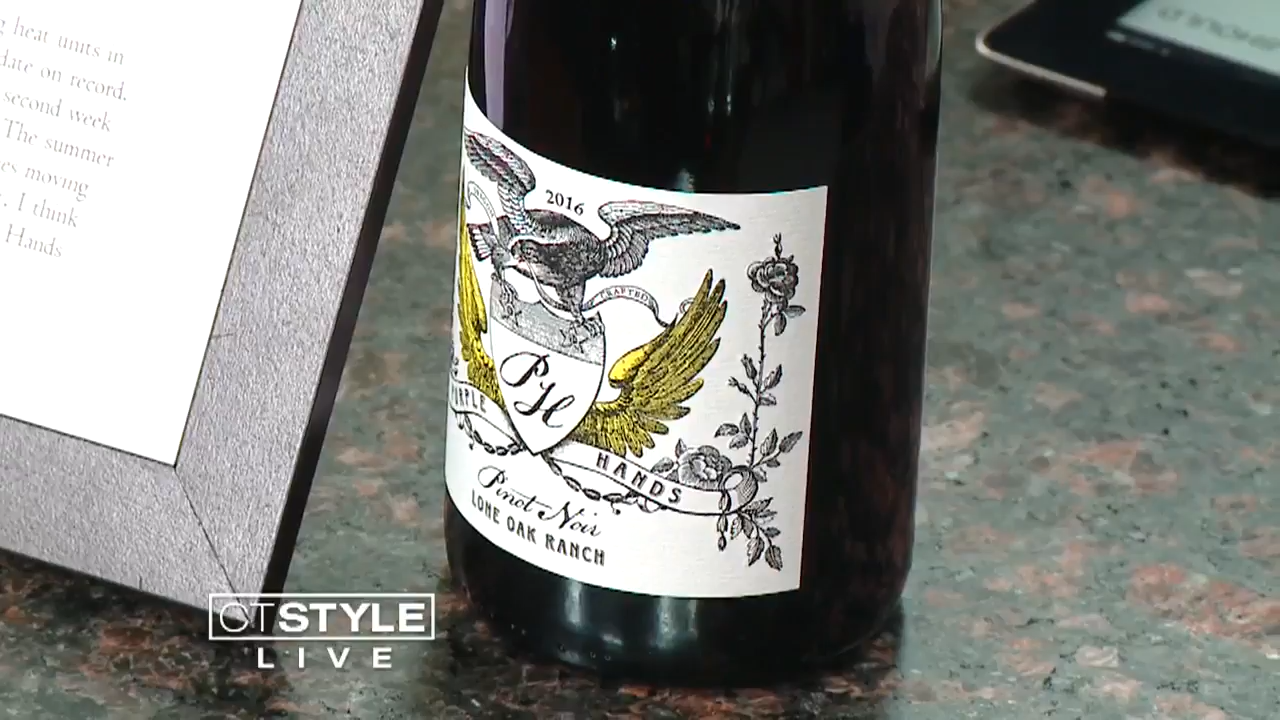 g heat units in
date on record.
second week
The summer
es moving
. I think
Hands
2016
CRAFTED
PH
PURPLE
HANDS
Pinot Noir
LONE OAK RANCH
CT STYLE
LIVE